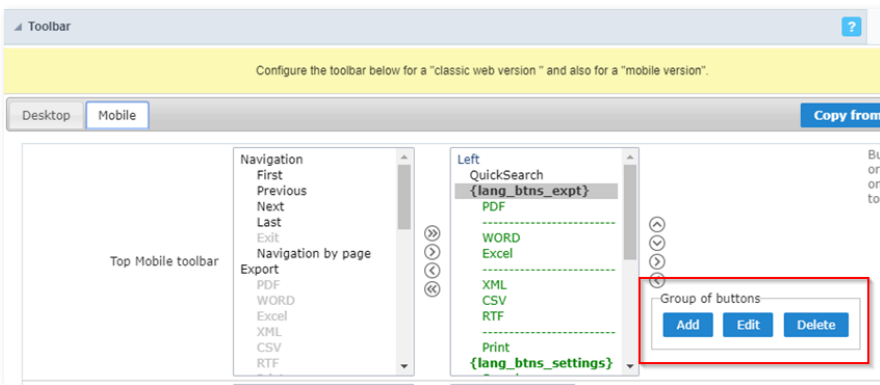 Toolbar
?
Configure the toolbar below for a "classic web version " and also for a "mobile version".
Desktop
Mobile
Copy from
Top Mobile toolbar
Navigation
First
Previous
Next
Last
Exit
Navigation by page
Export
PDF
WORD
Excel
XML
CSV
RTF
Left
QuickSearch
{lang_btns_expt}
PDF
-------------------------
WORD
Excel
-------------------------
XML
CSV
RTF
-------------------------
Print
{lang_btns_settings}
Group of buttons
Add
Edit
Delete